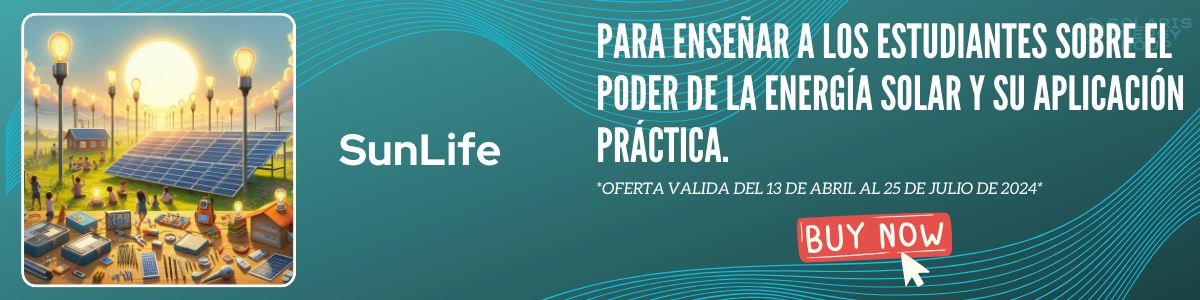 SunLife
PARA ENSEÑAR A LOS ESTUDIANTES SOBRE EL
PODER DE LA ENERGÍA SOLAR Y SU APLICACIÓN
PRÁCTICA.
*OFERTA VALIDA DEL 13 DE ABRIL AL 25 DE JULIO DE 2024*
BUY NOW